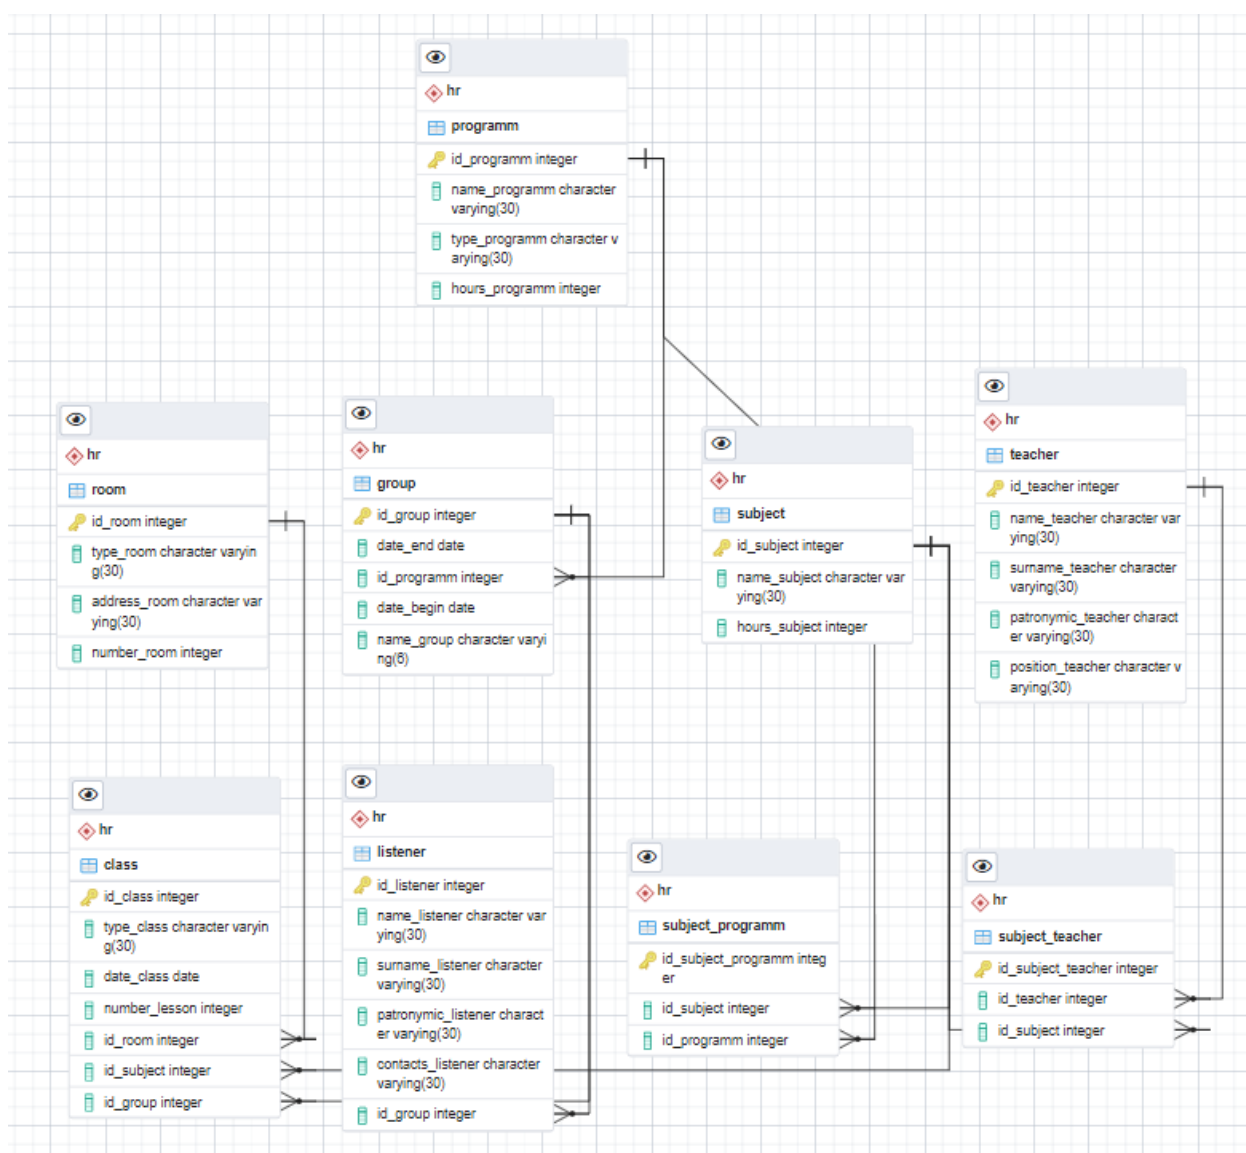 hr
programm
id_programm integer
name_programm character
varying(30)
type_programm character v
arying(30)
hours_programm integer
hr
room
id_room integer
type_room character varyin
g(30)
address_room character var
ying(30)
number_room integer
hr
group
id_group integer
date_end date
id_programm integer
date_begin date
name_group character varyi
ng(6)
hr
subject
id_subject integer
name_subject character var
ying(30)
hours_subject integer
hr
teacher
id_teacher integer
name_teacher character var
ying(30)
surname_teacher character
varying(30)
patronymic_teacher charact
er varying(30)
position_teacher character v
arying(30)
hr
class
id_class integer
type_class character varyin
g(30)
date_class date
number_lesson integer
id_room integer
id_subject integer
id_group integer
hr
listener
id_listener integer
name_listener character var
ying(30)
surname_listener character
varying(30)
patronymic_listener charact
er varying(30)
contacts_listener character
varying(30)
id_group integer
hr
subject_programm
id_subject_programm integ
er
id_subject integer
id_programm integer
hr
subject_teacher
id_subject_teacher integer
id_teacher integer
id_subject integer